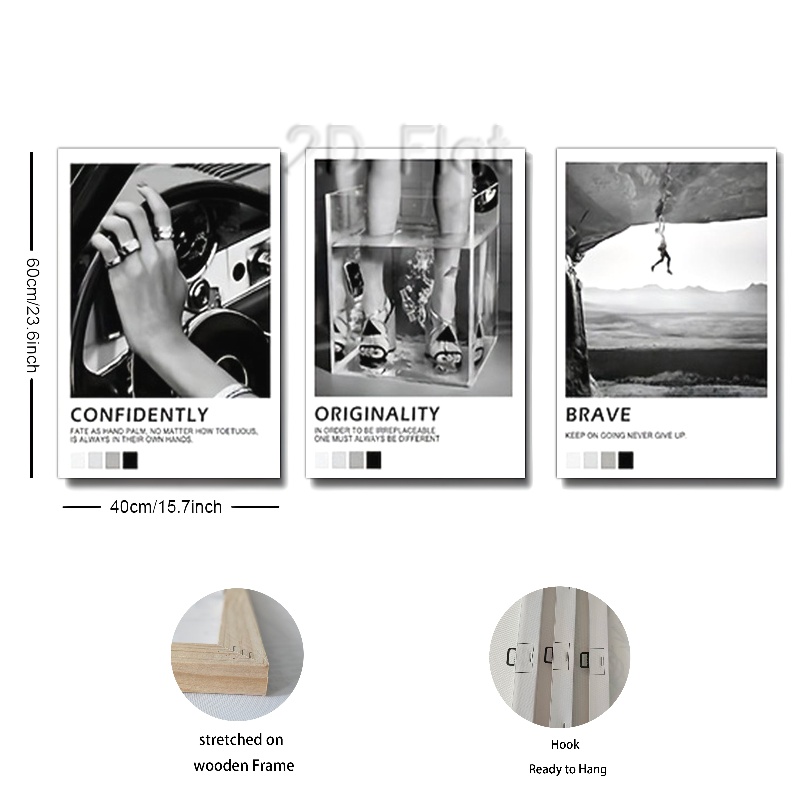 2D Flat
60cm/23.6inch
CONFIDENTLY
FATE AS HAND PALM, NO MATTER HOW TOETUOUS,
IS ALWAYS IN THEIR OWN HANDS.
ORIGINALITY
IN ORDER TO BE IRREPLACEABLE
ONE MUST ALWAYS BE DIFFERENT
BRAVE
KEEP ON GOING NEVER GIVE UP.
40cm/15.7inch
stretched on
wooden Frame
Hook
Ready to Hang